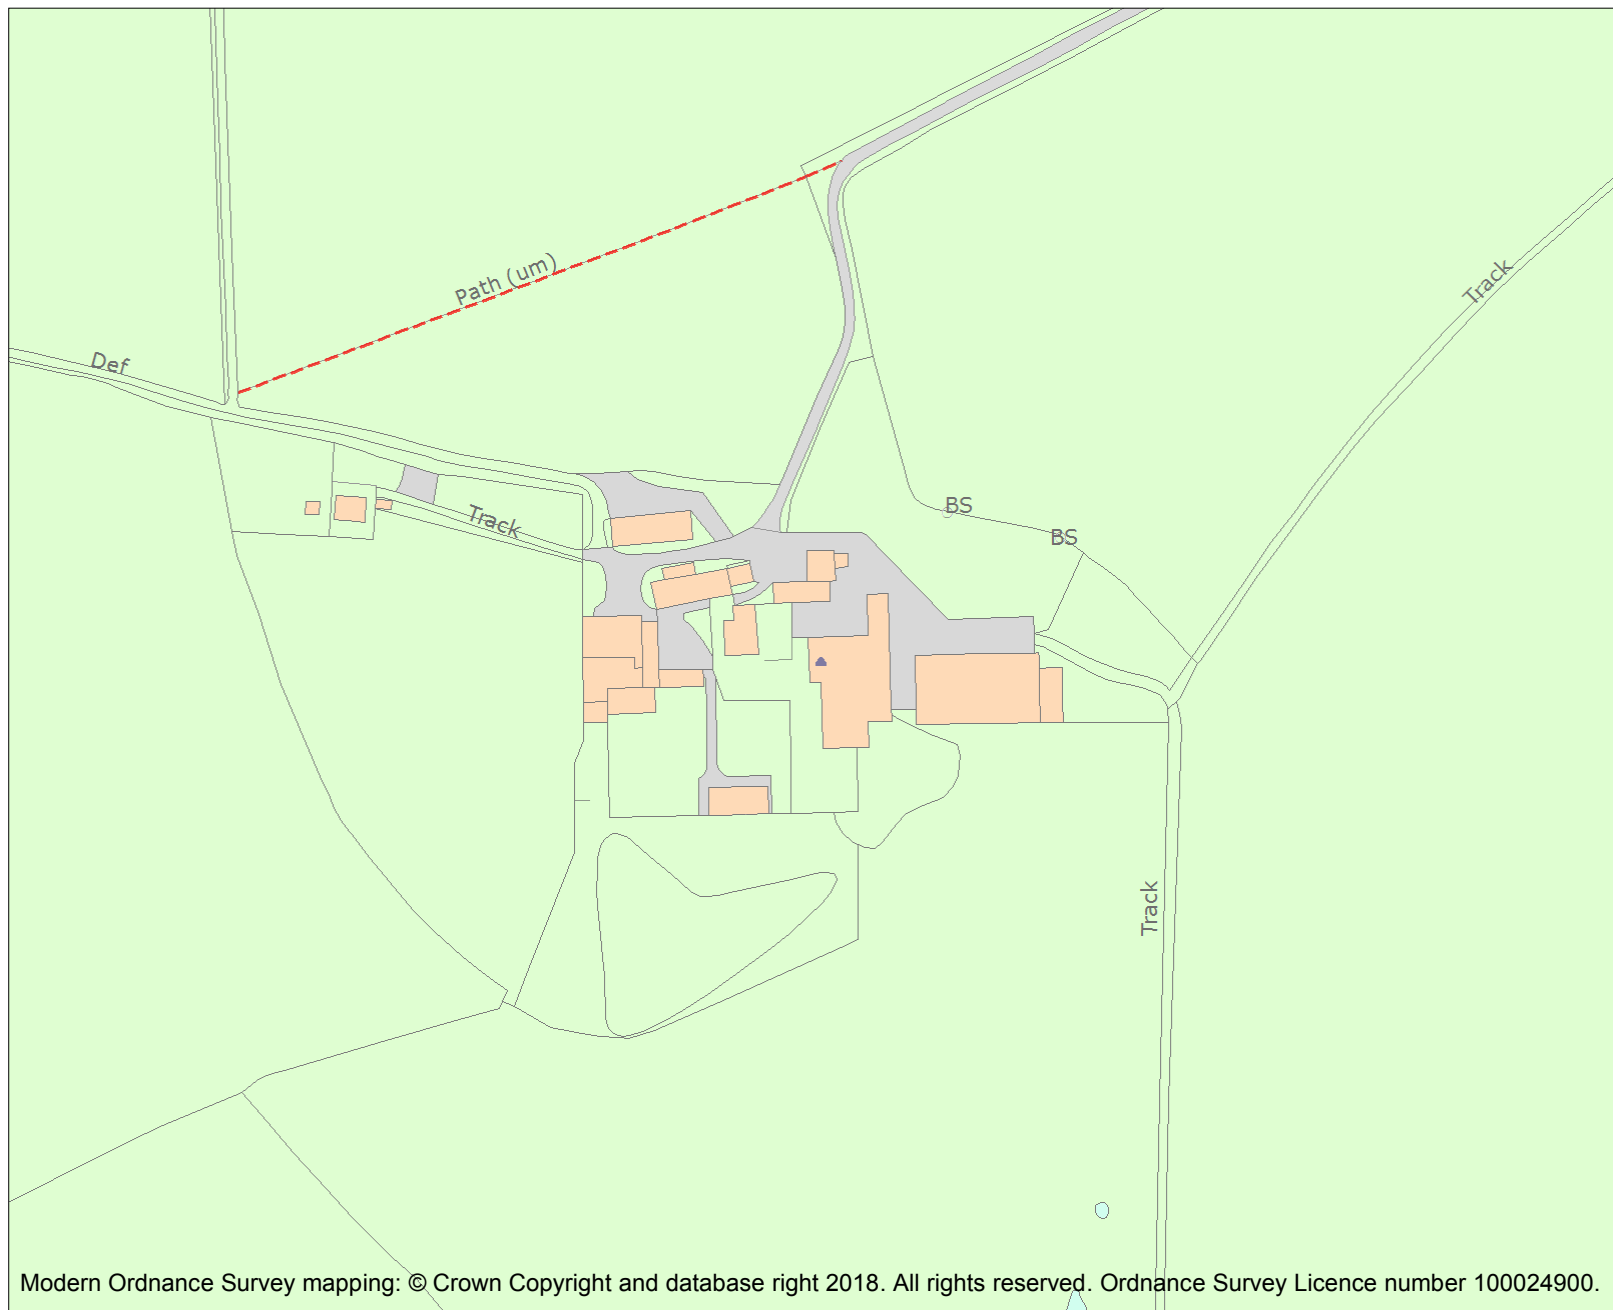 Path (um)
Track
Def
BS
Track
BS
Track
Modern Ordnance Survey mapping: © Crown Copyright and database right 2018. All rights reserved. Ordnance Survey Licence number 100024900.